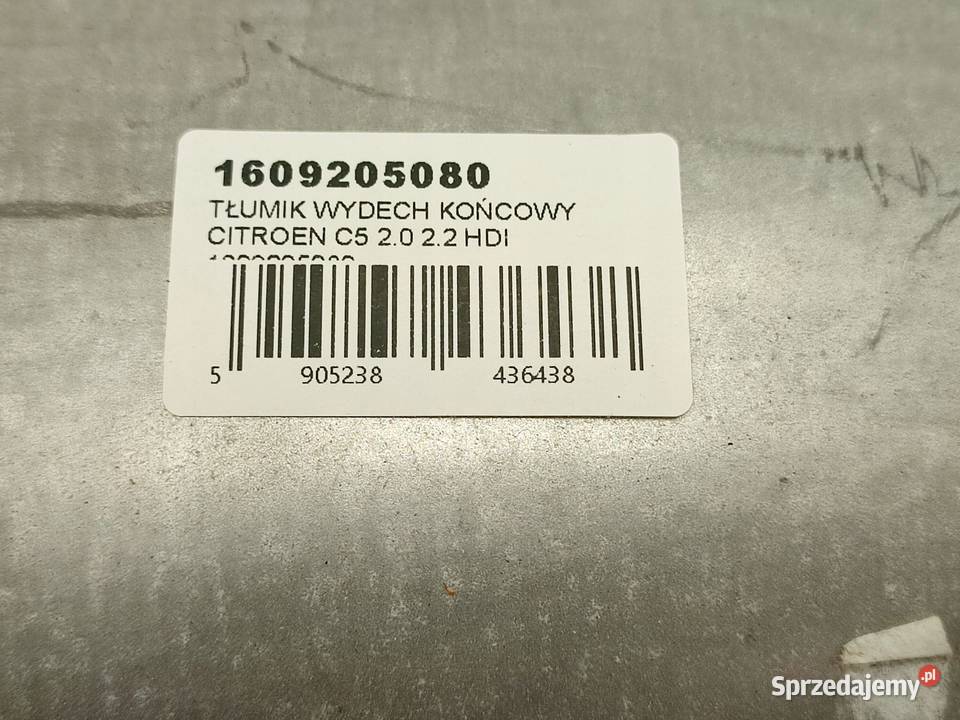 1609205080
TŁUMIK WYDECH KOŃCOWY
CITROEN C5 2.0 2.2 HDI
5 905238 436438
Sprzedajemy.pl